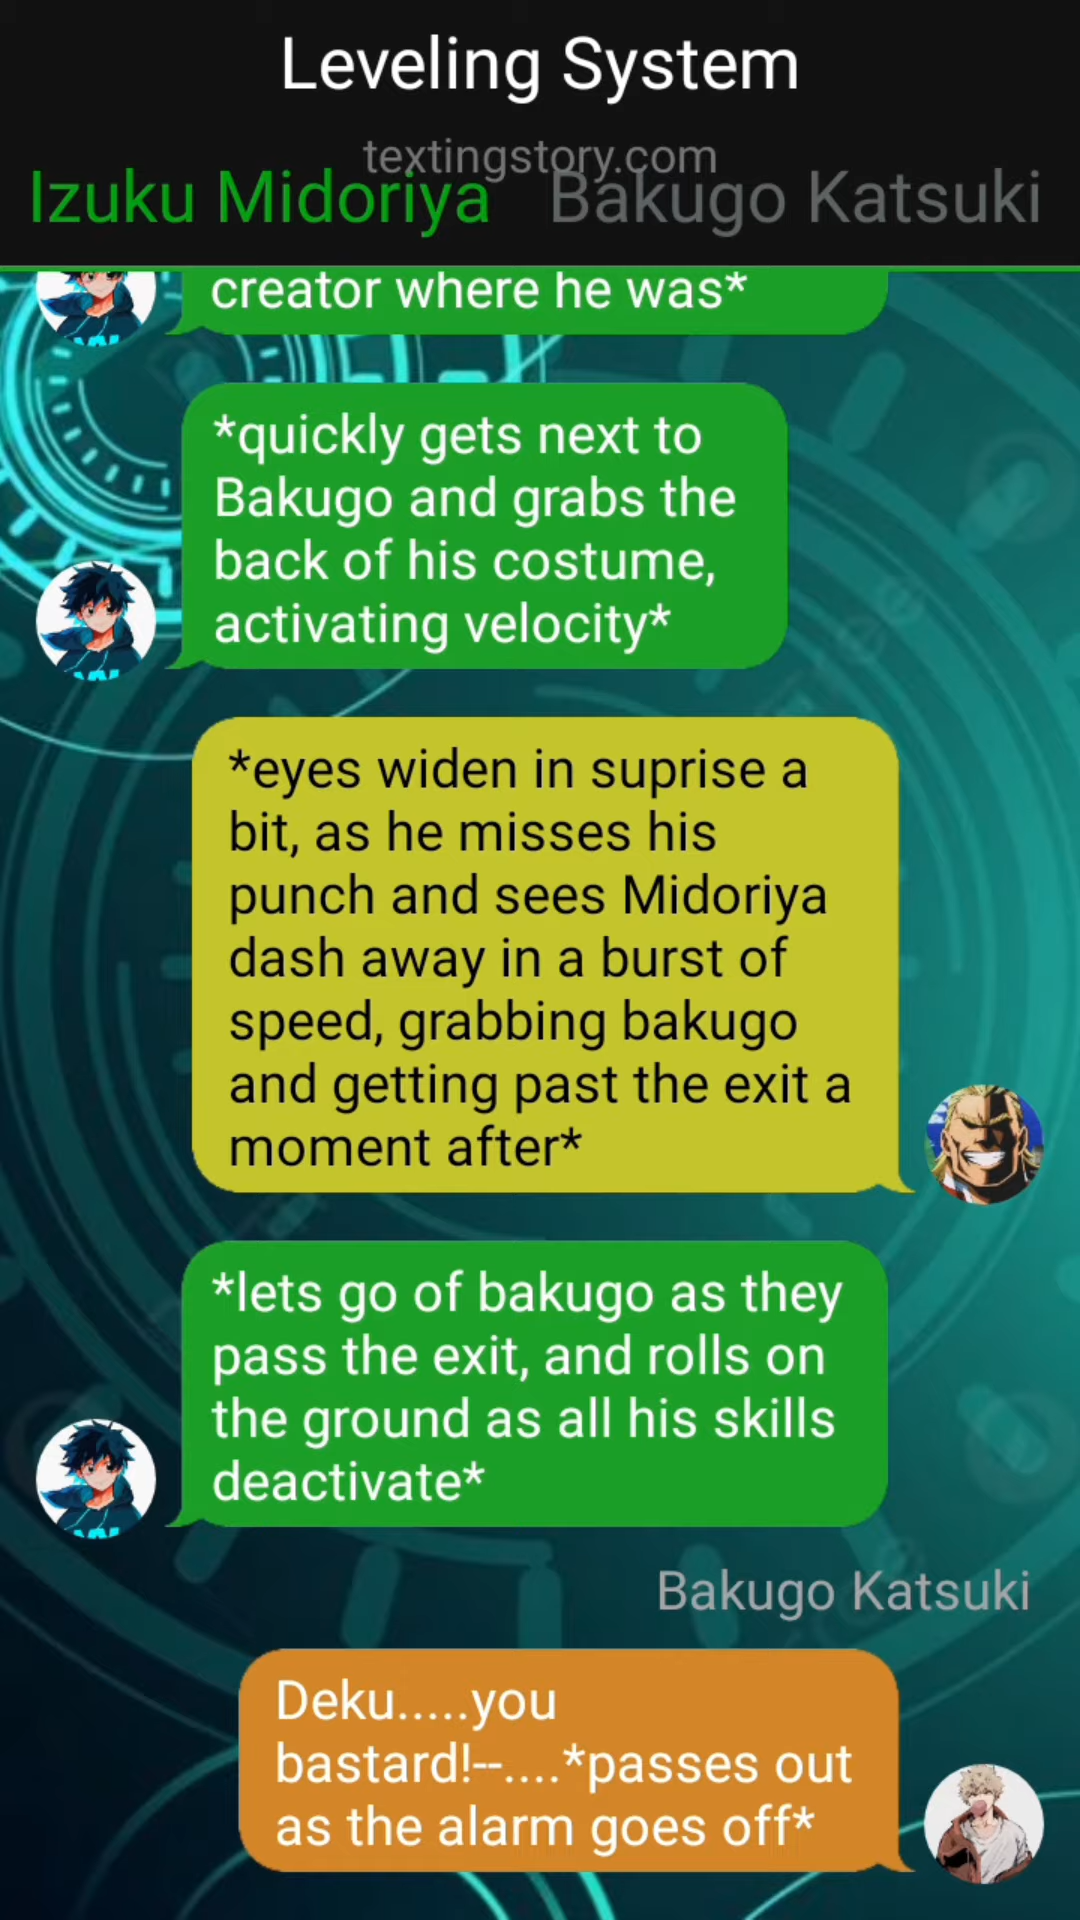 Leveling System
textingstory.com
Izuku Midoriya Bakugo Katsuki
creator where he was*
*quickly gets next to
Bakugo and grabs the
back of his costume,
activating velocity*
*eyes widen in suprise a
bit, as he misses his
punch and sees Midoriya
dash away in a burst of
speed, grabbing bakugo
and getting past the exit a
moment after*
*lets go of bakugo as they
pass the exit, and rolls on
the ground as all his skills
deactivate*
Bakugo Katsuki
Deku.....you
bastard!--....*passes out
as the alarm goes off*